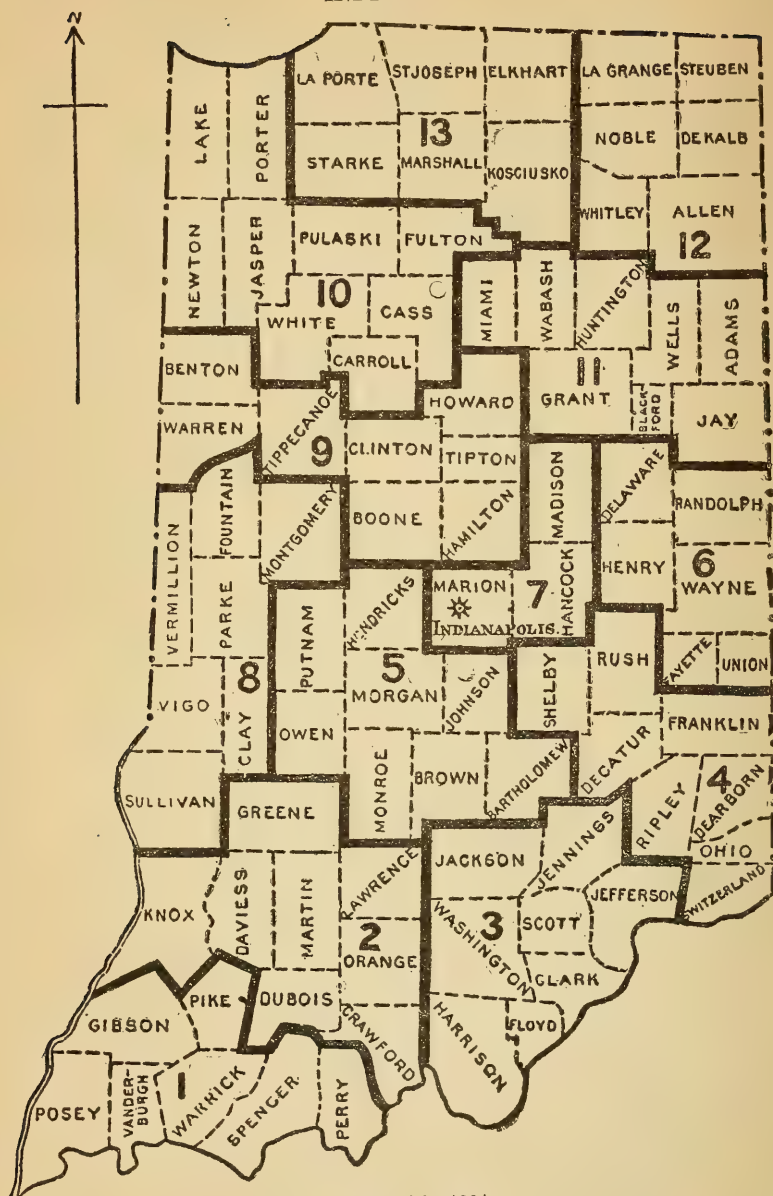 N
LA PORTE
ST JOSEPH
ELKHART
LA GRANGE
STEUBEN
LAKE
PORTER
13
STARKE
MARSHALL
KOSCIUSKO
NOBLE
DE KALB
WHITLEY
ALLEN
12
NEWTON
JASPER
PULASKI
FULTON
10
WHITE
CASS
CARROLL
MIAMI
WABASH
HUNTINGTON
WELLS
ADAMS
11
GRANT
BLACK-
FORD
JAY
BENTON
WARREN
TIPPECANOE
9
HOWARD
CLINTON
TIPTON
BOONE
HAMILTON
MADISON
DELAWARE
RANDOLPH
FOUNTAIN
MONTGOMERY
VERMILLION
PARKE
HENRY
6
WAYNE
HENDRICKS
MARION
INDIANAPOLIS.
7
HANCOCK
PUTNAM
8
VIGO
CLAY
OWEN
5
MORGAN
JOHNSON
SHELBY
RUSH
FAYETTE
UNION
FRANKLIN
SULLIVAN
GREENE
MONROE
BROWN
BARTHOLOMEW
DECATUR
RIPLEY
4
DEARBORN
OHIO
SWITZERLAND
KNOX
DAVIESS
MARTIN
LAWRENCE
JACKSON
JENNINGS
JEFFERSON
2
ORANGE
3
WASHINGTON
SCOTT
CLARK
GIBSON
PIKE
DUBOIS
CRAWFORD
HARRISON
FLOYD
POSEY
VANDER-
BURGH
1
WARRICK
SPENCER
PERRY